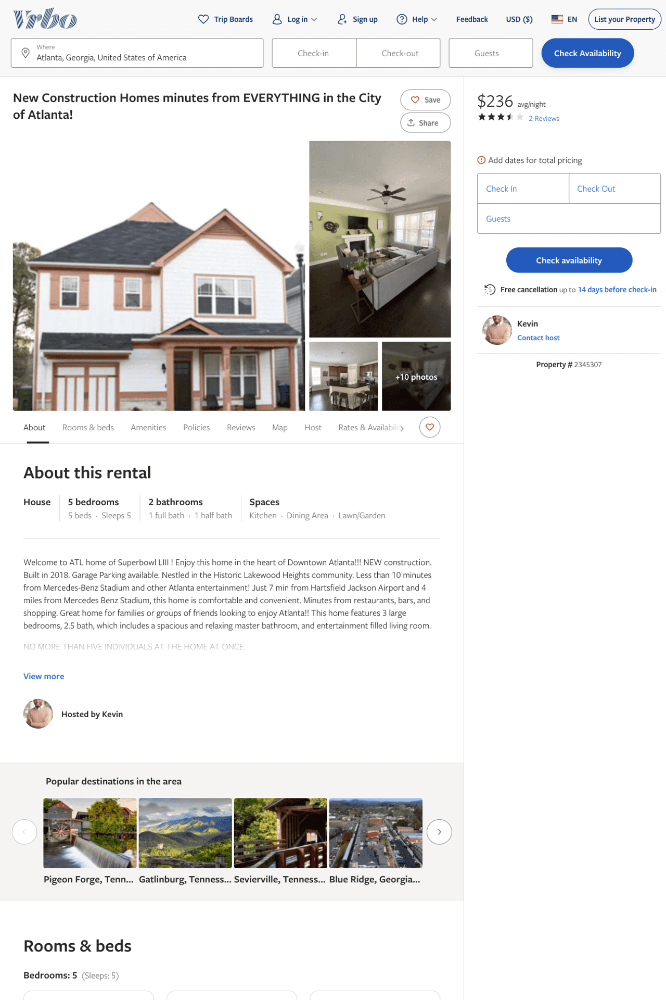 Vrbo
Trip Boards
Log in
Sign up
Help
Feedback
USD ($)
EN
List your Property
Where
Atlanta, Georgia, United States of America
Check-in
Check-out
Guests
Check Availability
New Construction Homes minutes from EVERYTHING in the City
of Atlanta!
Save
Share
+10 photos
$236 avg/night
2 Reviews
Add dates for total pricing
Check In
Check Out
Guests
Check availability
Free cancellation up to 14 days before check-in
Kevin
Contact host
Property # 2345307
About
Rooms & beds
Amenities
Policies
Reviews
Map
Host
Rates & Availabili
About this rental
House
5 bedrooms
5 beds · Sleeps 5
2 bathrooms
1 full bath · 1 half bath
Spaces
Kitchen · Dining Area · Lawn/Garden
Welcome to ATL home of Superbowl LIII ! Enjoy this home in the heart of Downtown Atlanta!!! NEW construction.
Built in 2018. Garage Parking available. Nestled in the Historic Lakewood Heights community. Less than 10 minutes
from Mercedes-Benz Stadium and other Atlanta entertainment! Just 7 min from Hartsfield Jackson Airport and 4
miles from Mercedes Benz Stadium, this home is comfortable and convenient. Minutes from restaurants, bars, and
shopping. Great home for families or groups of friends looking to enjoy Atlanta!! This home features 3 large
bedrooms, 2.5 bath, which includes a spacious and relaxing master bathroom, and entertainment filled living room.
NO MORE THAN FIVE INDIVIDUALS AT THE HOME AT ONCE.
View more
Hosted by Kevin
Popular destinations in the area
Pigeon Forge, Tenn...
Gatlinburg, Tenness...
Sevierville, Tenness...
Blue Ridge, Georgia...
Rooms & beds
Bedrooms: 5 (Sleeps: 5)